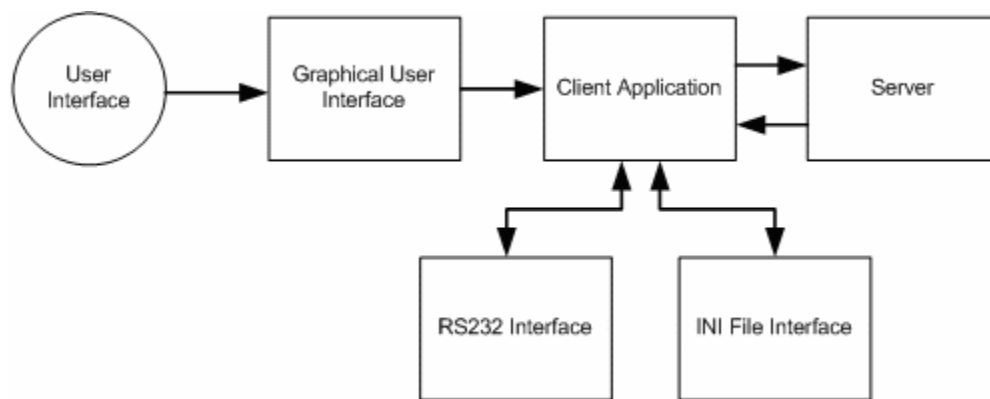 User
Interface
Graphical User
Interface
Client Application
Server
RS232 Interface
INI File Interface